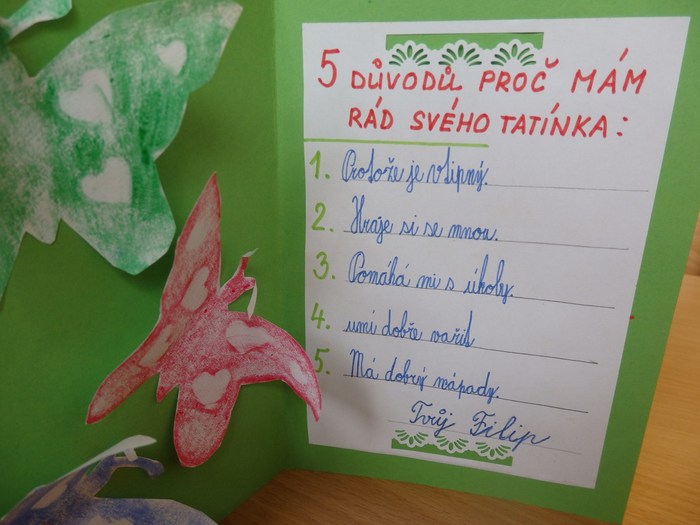 5 DŮVODŮ PROČ MÁM
RÁD SVÉHO TATÍNKA:
1. Protože je vtipný.
2. Hraje si se mnou.
3. Pomáhá mi s úkoly.
4. umí dobře vařit
5. Má dobrý nápady.
Tvůj Filip